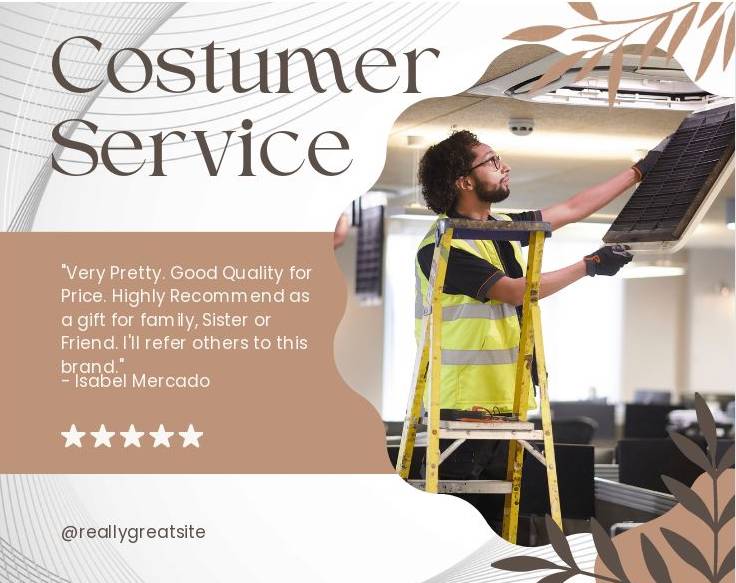 Costumer
Service
"Very Pretty. Good Quality for
Price. Highly Recommend as
a gift for family, Sister or
Friend. I'll refer others to this
brand."
- Isabel Mercado
@reallygreatsite